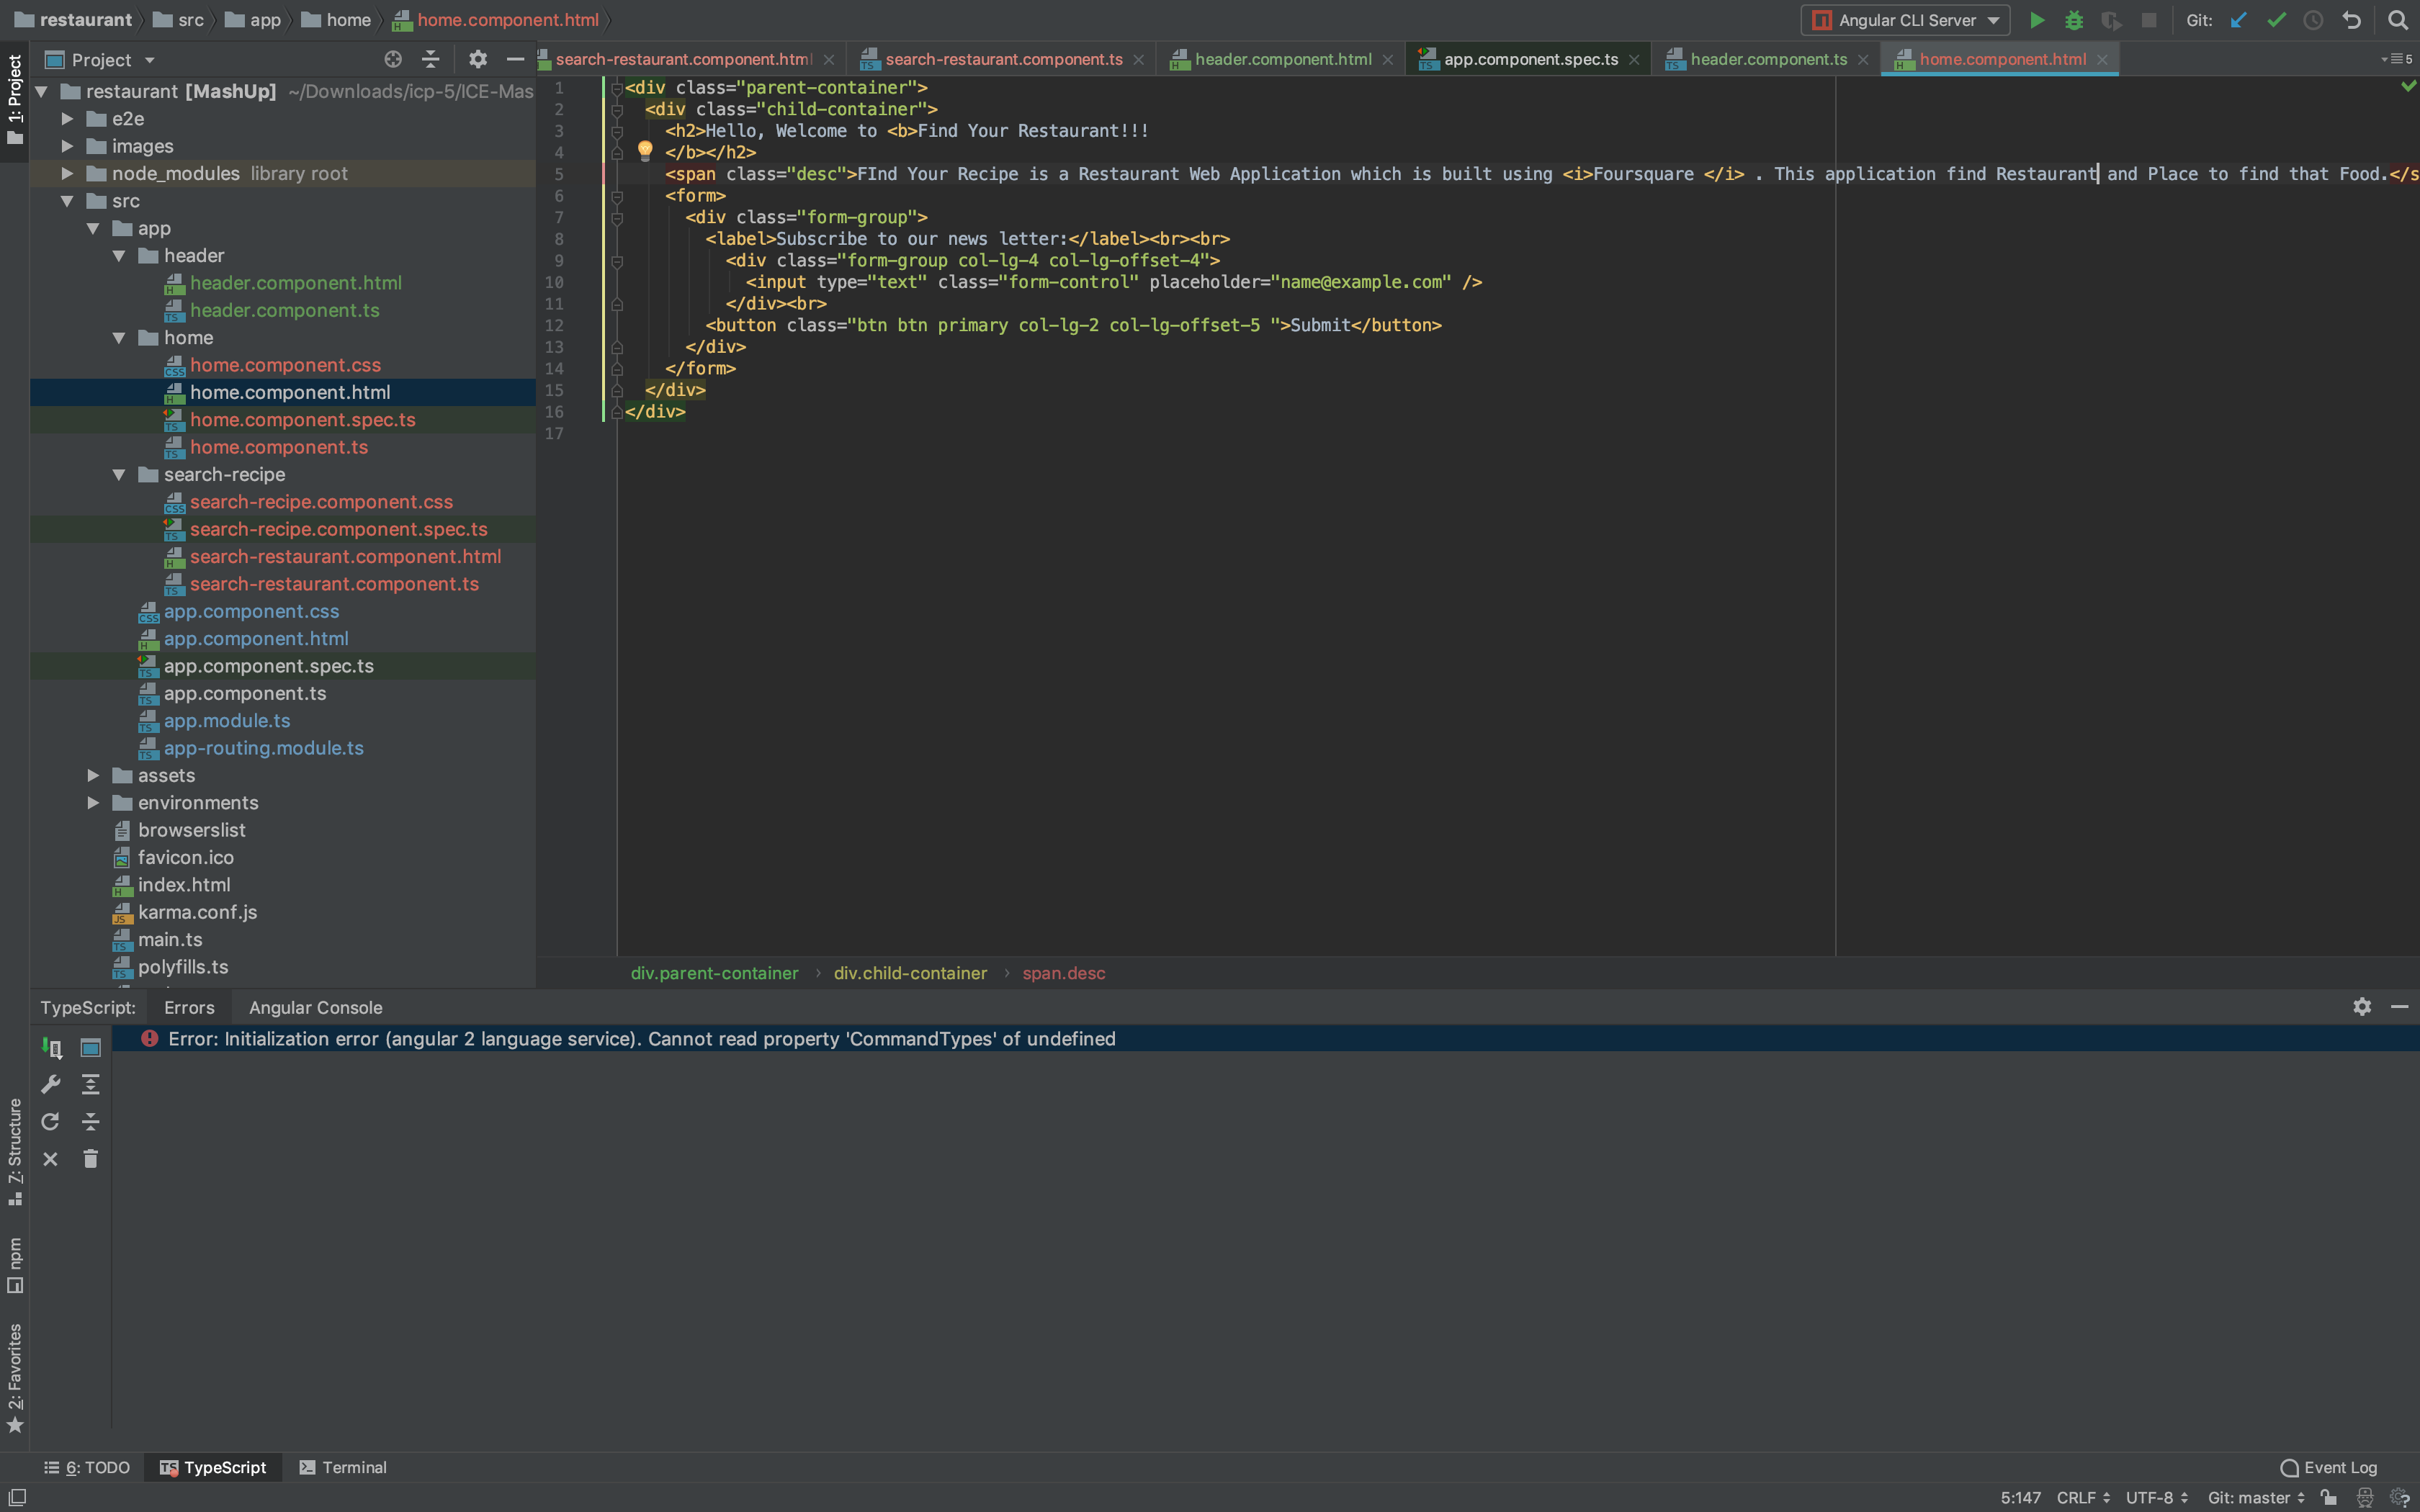 restaurant src app home home.component.html Angular CLI Server Git:
Project
search-restaurant.component.html search-restaurant.component.ts header.component.html app.component.spec.ts header.component.ts home.component.html 5
1: Project
7: Structure
npm
2: Favorites
restaurant [MashUp] ~/Downloads/icp-5/ICE-Mas
e2e
images
node_modules library root
src
app
header
header.component.html
header.component.ts
home
home.component.css
home.component.html
home.component.spec.ts
home.component.ts
search-recipe
search-recipe.component.css
search-recipe.component.spec.ts
search-restaurant.component.html
search-restaurant.component.ts
app.component.css
app.component.html
app.component.spec.ts
app.component.ts
app.module.ts
app-routing.module.ts
assets
environments
browserslist
favicon.ico
index.html
karma.conf.js
main.ts
polyfills.ts
1 <div class="parent-container">
2 <div class="child-container">
3 <h2>Hello, Welcome to <b>Find Your Restaurant!!!
4 </b></h2>
5 <span class="desc">FInd Your Recipe is a Restaurant Web Application which is built using <i>Foursquare </i> . This application find Restaurant and Place to find that Food.</s
6 <form>
7 <div class="form-group">
8 <label>Subscribe to our news letter:</label><br><br>
9 <div class="form-group col-lg-4 col-lg-offset-4">
10 <input type="text" class="form-control" placeholder="name@example.com" />
11 </div><br>
12 <button class="btn btn primary col-lg-2 col-lg-offset-5 ">Submit</button>
13 </div>
14 </form>
15 </div>
16 </div>
17
div.parent-container › div.child-container › span.desc
TypeScript: Errors Angular Console
Error: Initialization error (angular 2 language service). Cannot read property 'CommandTypes' of undefined
6: TODO TypeScript Terminal Event Log
5:147 CRLF UTF-8 Git: master